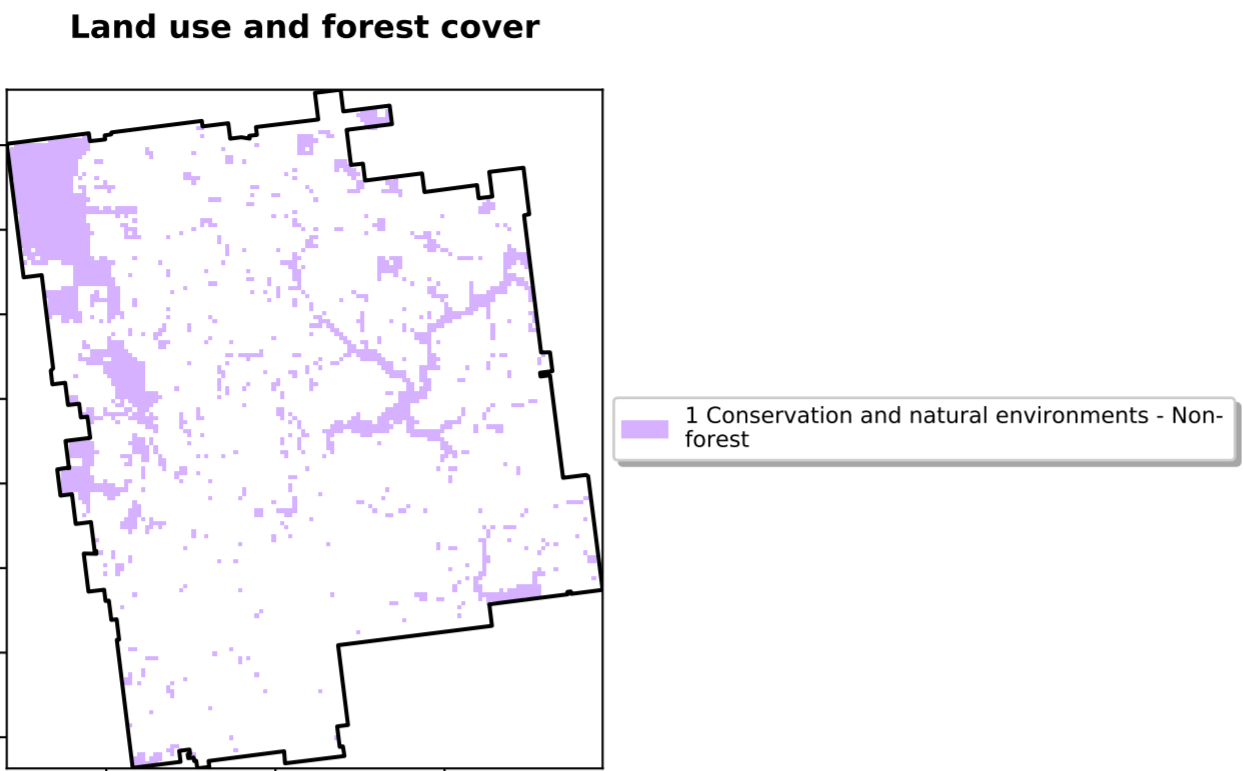 Land use and forest cover
1 Conservation and natural environments - Non-
forest